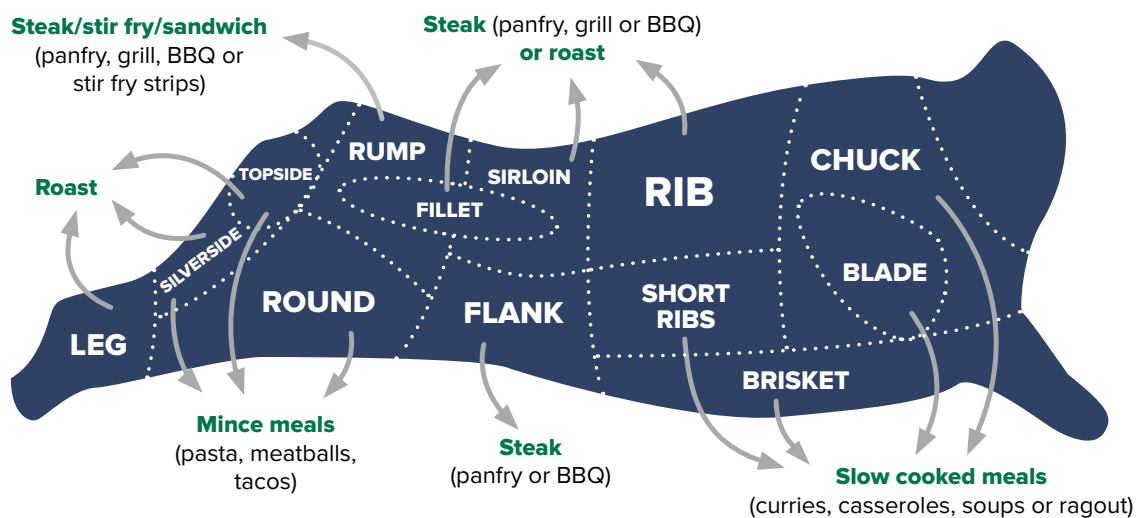 Steak/stir fry/sandwich
(panfry, grill, BBQ or
stir fry strips)
Steak (panfry, grill or BBQ)
or roast
Roast
TOPSIDE
RUMP
SIRLOIN
FILLET
RIB
CHUCK
SILVERSIDE
LEG
ROUND
FLANK
SHORT
RIBS
BLADE
BRISKET
Mince meals
(pasta, meatballs,
tacos)
Steak
(panfry or BBQ)
Slow cooked meals
(curries, casseroles, soups or ragout)